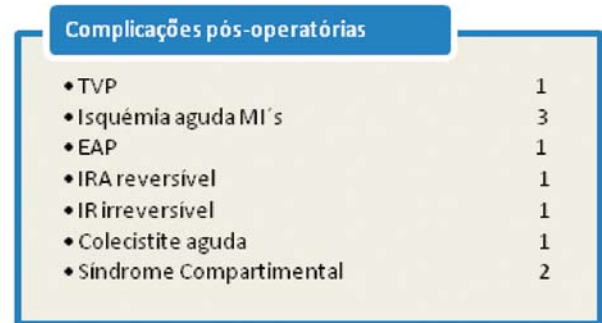 Complicações pós-operatórias
• TVP 1
• Isquémia aguda MI´s 3
• EAP 1
• IRA reversível 1
• IR irreversível 1
• Colecistite aguda 1
• Síndrome Compartimental 2